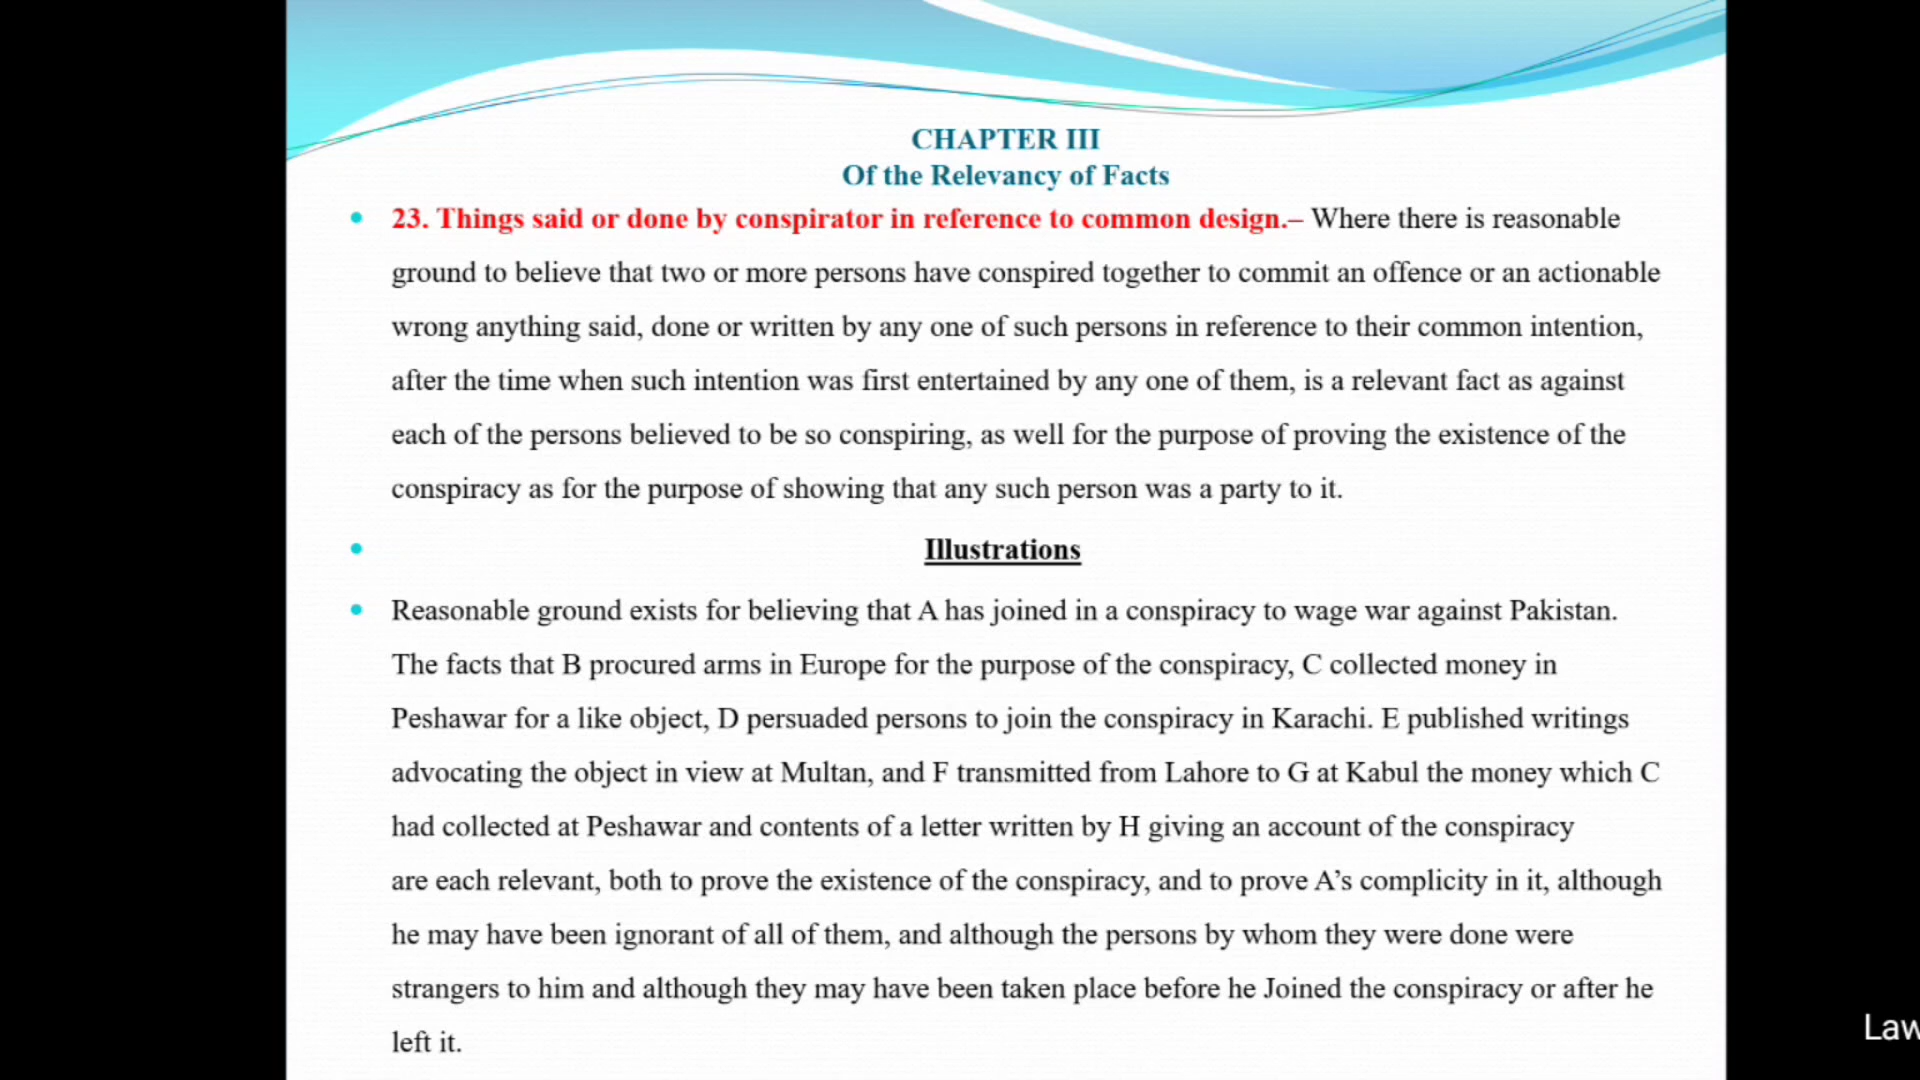 CHAPTER III
Of the Relevancy of Facts
• 23. Things said or done by conspirator in reference to common design.– Where there is reasonable
ground to believe that two or more persons have conspired together to commit an offence or an actionable
wrong anything said, done or written by any one of such persons in reference to their common intention,
after the time when such intention was first entertained by any one of them, is a relevant fact as against
each of the persons believed to be so conspiring, as well for the purpose of proving the existence of the
conspiracy as for the purpose of showing that any such person was a party to it.
• Illustrations
• Reasonable ground exists for believing that A has joined in a conspiracy to wage war against Pakistan.
The facts that B procured arms in Europe for the purpose of the conspiracy, C collected money in
Peshawar for a like object, D persuaded persons to join the conspiracy in Karachi. E published writings
advocating the object in view at Multan, and F transmitted from Lahore to G at Kabul the money which C
had collected at Peshawar and contents of a letter written by H giving an account of the conspiracy
are each relevant, both to prove the existence of the conspiracy, and to prove A’s complicity in it, although
he may have been ignorant of all of them, and although the persons by whom they were done were
strangers to him and although they may have been taken place before he Joined the conspiracy or after he
left it.
Law